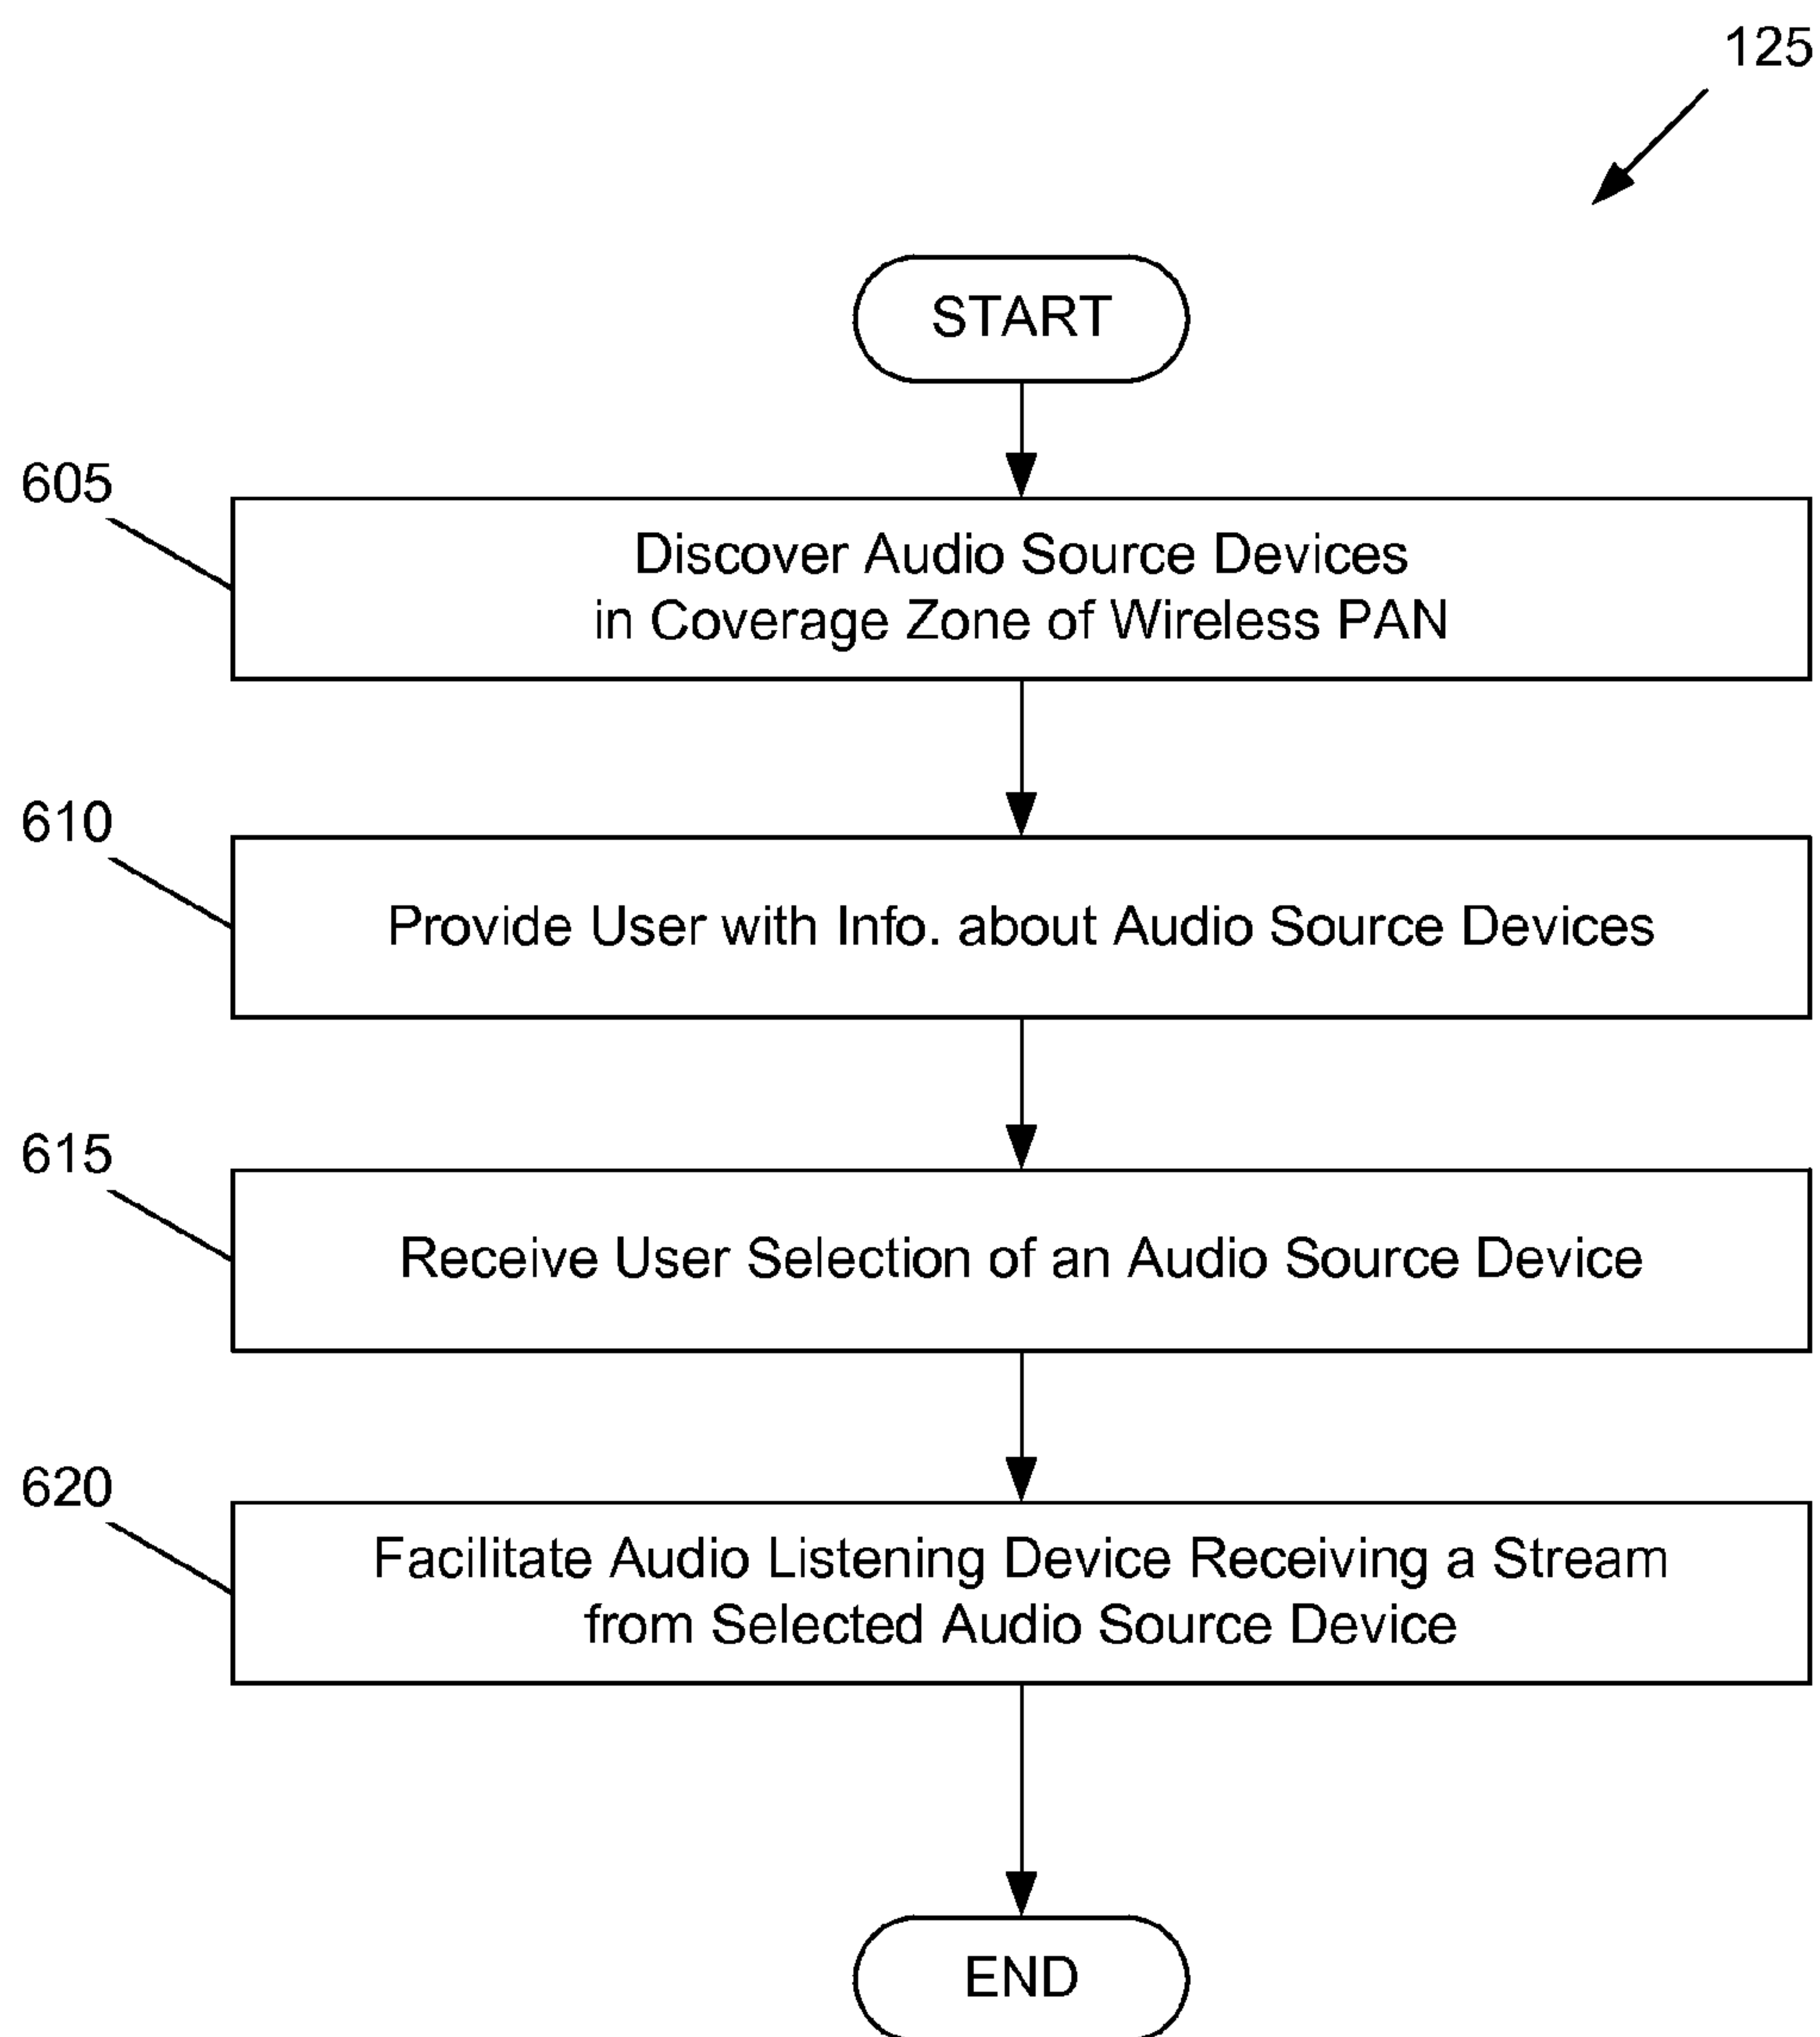 125
START
605
Discover Audio Source Devices
in Coverage Zone of Wireless PAN
610
Provide User with Info. about Audio Source Devices
615
Receive User Selection of an Audio Source Device
620
Facilitate Audio Listening Device Receiving a Stream
from Selected Audio Source Device
END